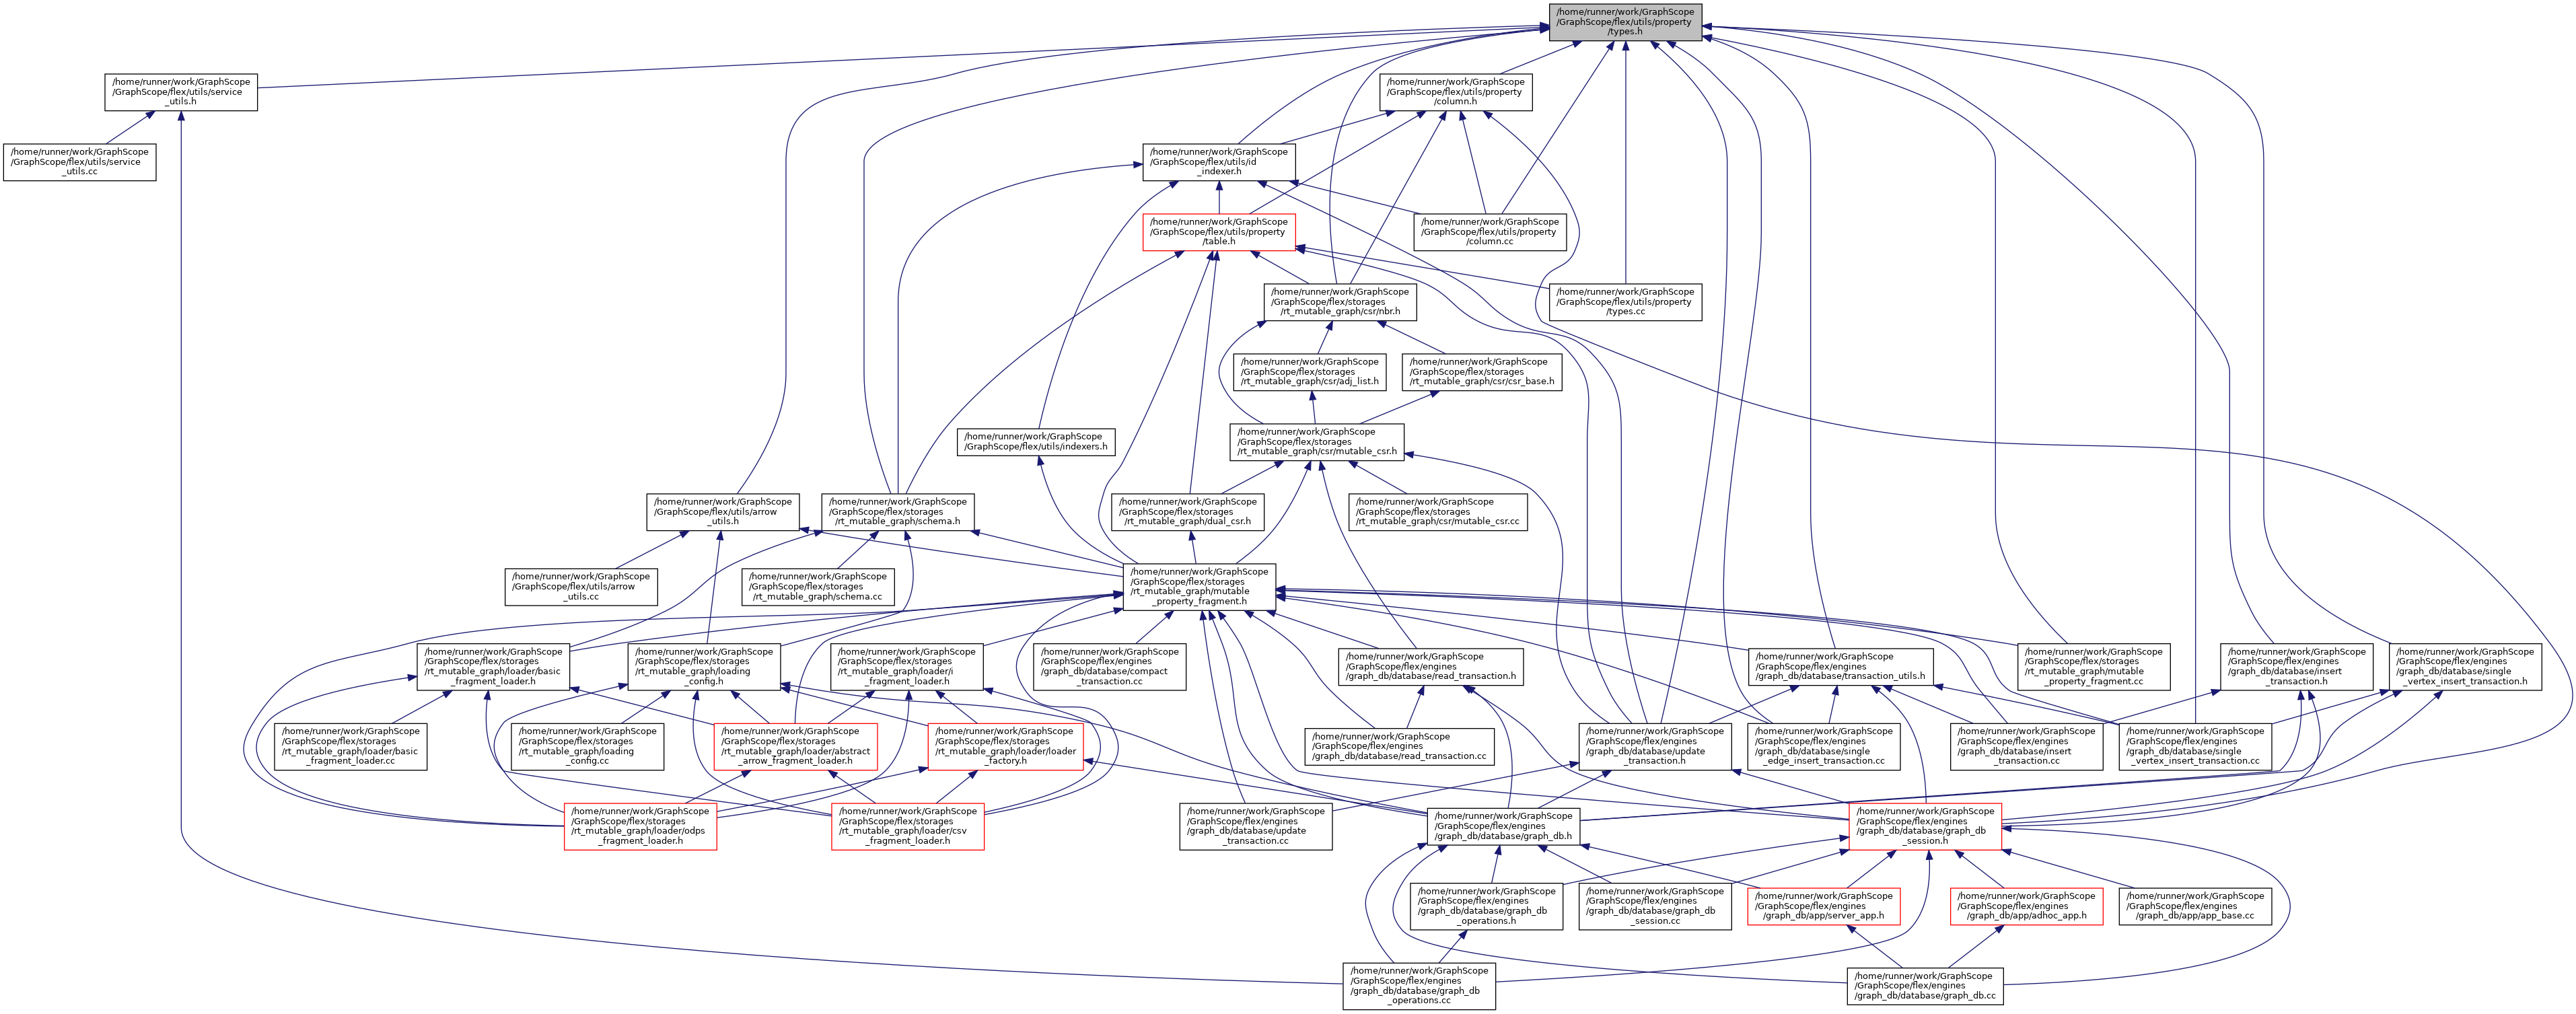 /home/runner/work/GraphScope
/GraphScope/flex/utils/property
/types.h
/home/runner/work/GraphScope
/GraphScope/flex/utils/service
_utils.h
/home/runner/work/GraphScope
/GraphScope/flex/utils/property
/column.h
/home/runner/work/GraphScope
/GraphScope/flex/utils/service
_utils.cc
/home/runner/work/GraphScope
/GraphScope/flex/utils/id
_indexer.h
/home/runner/work/GraphScope
/GraphScope/flex/utils/property
/table.h
/home/runner/work/GraphScope
/GraphScope/flex/utils/property
/column.cc
/home/runner/work/GraphScope
/GraphScope/flex/storages
/rt_mutable_graph/csr/nbr.h
/home/runner/work/GraphScope
/GraphScope/flex/utils/property
/types.cc
/home/runner/work/GraphScope
/GraphScope/flex/storages
/rt_mutable_graph/csr/adj_list.h
/home/runner/work/GraphScope
/GraphScope/flex/storages
/rt_mutable_graph/csr/csr_base.h
/home/runner/work/GraphScope
/GraphScope/flex/utils/indexers.h
/home/runner/work/GraphScope
/GraphScope/flex/storages
/rt_mutable_graph/csr/mutable_csr.h
/home/runner/work/GraphScope
/GraphScope/flex/utils/arrow
_utils.h
/home/runner/work/GraphScope
/GraphScope/flex/storages
/rt_mutable_graph/schema.h
/home/runner/work/GraphScope
/GraphScope/flex/storages
/rt_mutable_graph/dual_csr.h
/home/runner/work/GraphScope
/GraphScope/flex/storages
/rt_mutable_graph/csr/mutable_csr.cc
/home/runner/work/GraphScope
/GraphScope/flex/utils/arrow
_utils.cc
/home/runner/work/GraphScope
/GraphScope/flex/storages
/rt_mutable_graph/schema.cc
/home/runner/work/GraphScope
/GraphScope/flex/storages
/rt_mutable_graph/mutable
_property_fragment.h
/home/runner/work/GraphScope
/GraphScope/flex/storages
/rt_mutable_graph/loader/basic
_fragment_loader.h
/home/runner/work/GraphScope
/GraphScope/flex/storages
/rt_mutable_graph/loading
_config.h
/home/runner/work/GraphScope
/GraphScope/flex/storages
/rt_mutable_graph/loader/i
_fragment_loader.h
/home/runner/work/GraphScope
/GraphScope/flex/engines
/graph_db/database/compact
_transaction.cc
/home/runner/work/GraphScope
/GraphScope/flex/engines
/graph_db/database/read_transaction.h
/home/runner/work/GraphScope
/GraphScope/flex/engines
/graph_db/database/transaction_utils.h
/home/runner/work/GraphScope
/GraphScope/flex/storages
/rt_mutable_graph/mutable
_property_fragment.cc
/home/runner/work/GraphScope
/GraphScope/flex/engines
/graph_db/database/insert
_transaction.h
/home/runner/work/GraphScope
/GraphScope/flex/engines
/graph_db/database/single
_vertex_insert_transaction.h
/home/runner/work/GraphScope
/GraphScope/flex/storages
/rt_mutable_graph/loader/basic
_fragment_loader.cc
/home/runner/work/GraphScope
/GraphScope/flex/storages
/rt_mutable_graph/loading
_config.cc
/home/runner/work/GraphScope
/GraphScope/flex/storages
/rt_mutable_graph/loader/abstract
_arrow_fragment_loader.h
/home/runner/work/GraphScope
/GraphScope/flex/storages
/rt_mutable_graph/loader/loader
_factory.h
/home/runner/work/GraphScope
/GraphScope/flex/engines
/graph_db/database/read_transaction.cc
/home/runner/work/GraphScope
/GraphScope/flex/engines
/graph_db/database/update
_transaction.h
/home/runner/work/GraphScope
/GraphScope/flex/engines
/graph_db/database/single
_edge_insert_transaction.cc
/home/runner/work/GraphScope
/GraphScope/flex/engines
/graph_db/database/insert
_transaction.cc
/home/runner/work/GraphScope
/GraphScope/flex/engines
/graph_db/database/single
_vertex_insert_transaction.cc
/home/runner/work/GraphScope
/GraphScope/flex/storages
/rt_mutable_graph/loader/odps
_fragment_loader.h
/home/runner/work/GraphScope
/GraphScope/flex/storages
/rt_mutable_graph/loader/csv
_fragment_loader.h
/home/runner/work/GraphScope
/GraphScope/flex/engines
/graph_db/database/update
_transaction.cc
/home/runner/work/GraphScope
/GraphScope/flex/engines
/graph_db/database/graph_db.h
/home/runner/work/GraphScope
/GraphScope/flex/engines
/graph_db/database/graph_db
_session.h
/home/runner/work/GraphScope
/GraphScope/flex/engines
/graph_db/database/graph_db
_operations.h
/home/runner/work/GraphScope
/GraphScope/flex/engines
/graph_db/database/graph_db
_session.cc
/home/runner/work/GraphScope
/GraphScope/flex/engines
/graph_db/app/server_app.h
/home/runner/work/GraphScope
/GraphScope/flex/engines
/graph_db/app/adhoc_app.h
/home/runner/work/GraphScope
/GraphScope/flex/engines
/graph_db/app/app_base.cc
/home/runner/work/GraphScope
/GraphScope/flex/engines
/graph_db/database/graph_db
_operations.cc
/home/runner/work/GraphScope
/GraphScope/flex/engines
/graph_db/database/graph_db.cc